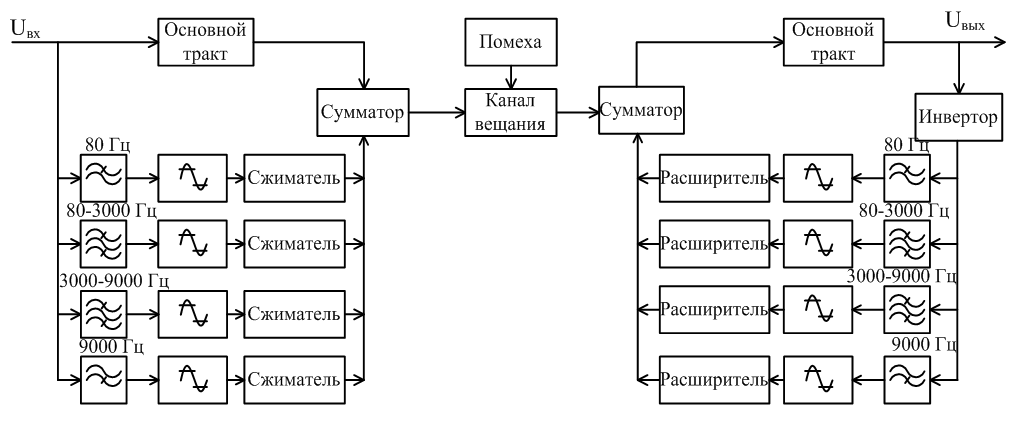 Uвх
Основной
тракт
Сумматор
80 Гц
Сжиматель
80-3000 Гц
Сжиматель
3000-9000 Гц
Сжиматель
9000 Гц
Сжиматель
Помеха
Канал
вещания
Сумматор
Основной
тракт
Uвых
Инвертор
80 Гц
Расширитель
80-3000 Гц
Расширитель
3000-9000 Гц
Расширитель
9000 Гц
Расширитель